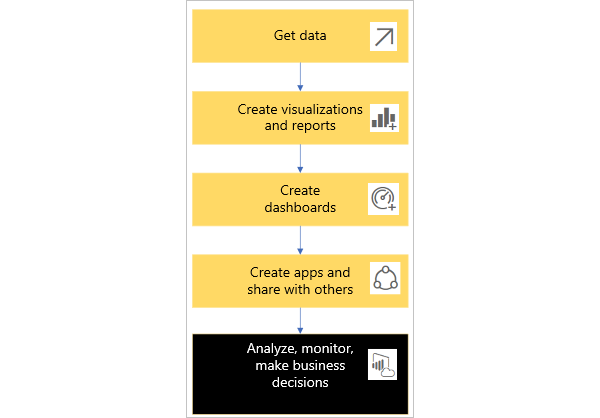 Get data
Create visualizations
and reports
Create
dashboards
Create apps and
share with others
Analyze, monitor,
make business
decisions